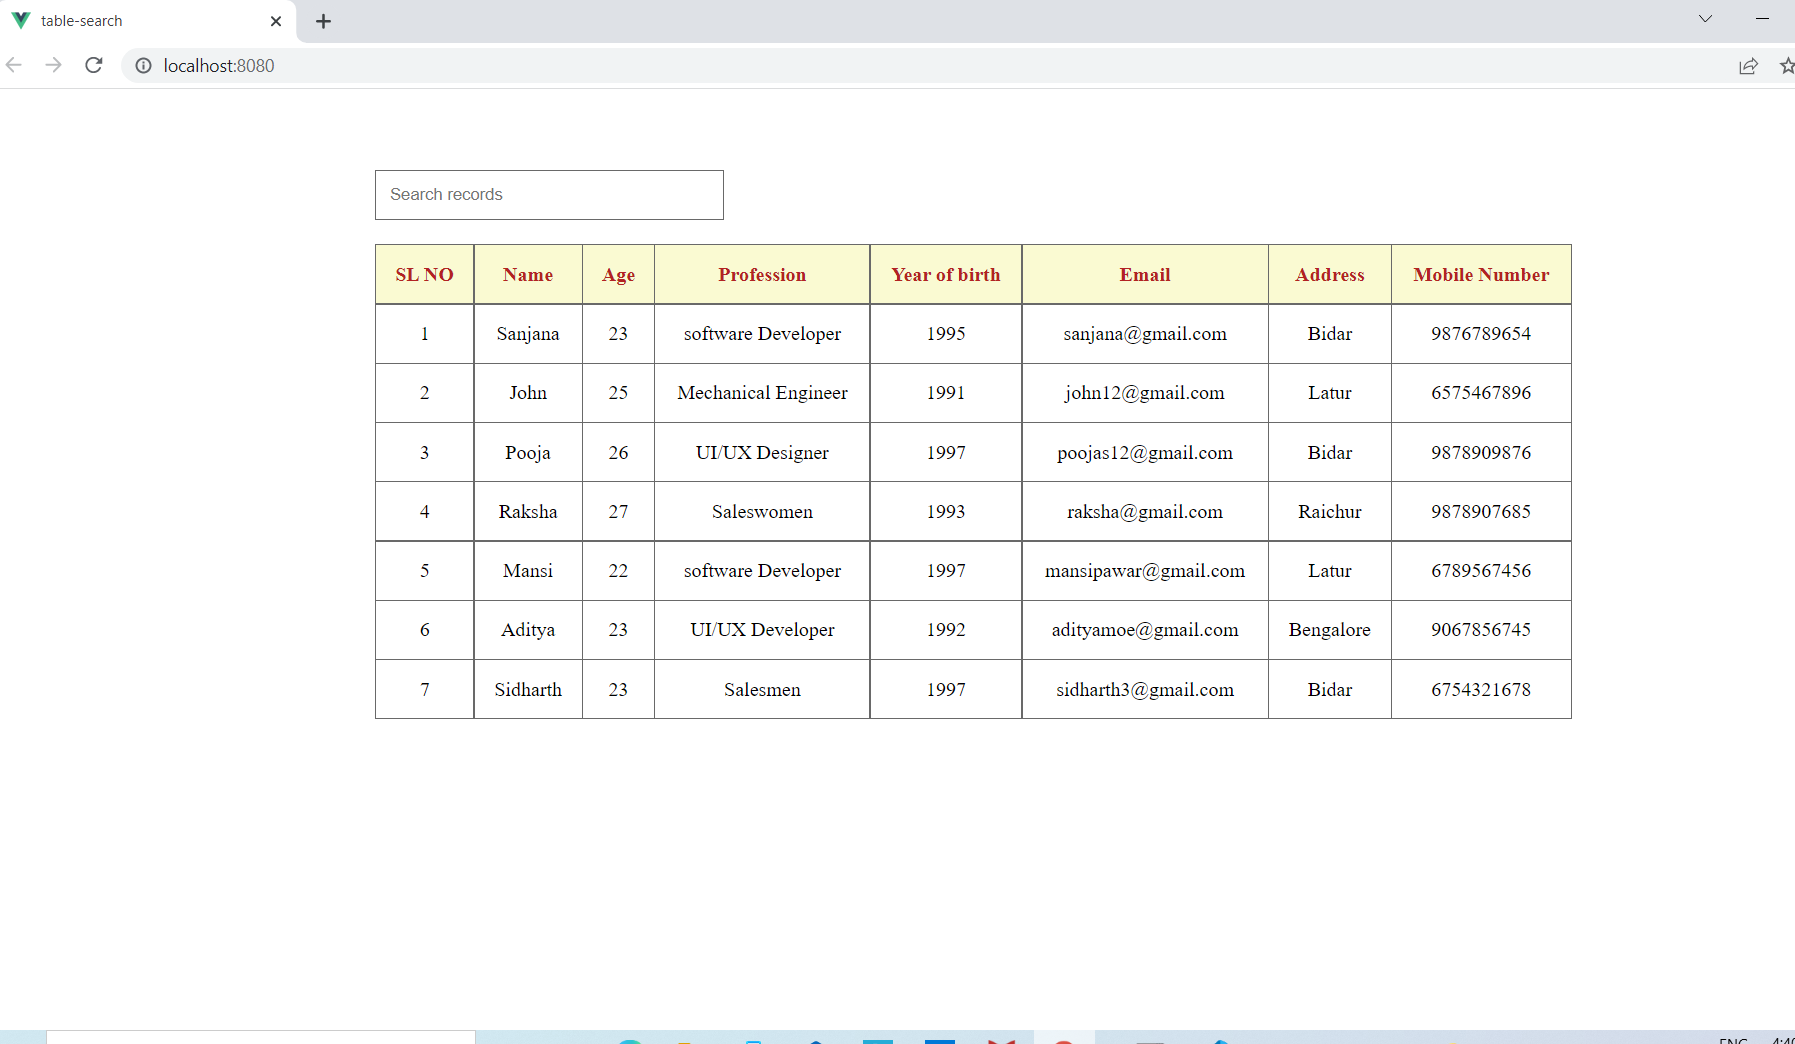 table-search
localhost:8080
Search records
SL NO Name Age Profession Year of birth Email Address Mobile Number
1 Sanjana 23 software Developer 1995 sanjana@gmail.com Bidar 9876789654
2 John 25 Mechanical Engineer 1991 john12@gmail.com Latur 6575467896
3 Pooja 26 UI/UX Designer 1997 poojas12@gmail.com Bidar 9878909876
4 Raksha 27 Saleswomen 1993 raksha@gmail.com Raichur 9878907685
5 Mansi 22 software Developer 1997 mansipawar@gmail.com Latur 6789567456
6 Aditya 23 UI/UX Developer 1992 adityamoe@gmail.com Bengalore 9067856745
7 Sidharth 23 Salesmen 1997 sidharth3@gmail.com Bidar 6754321678